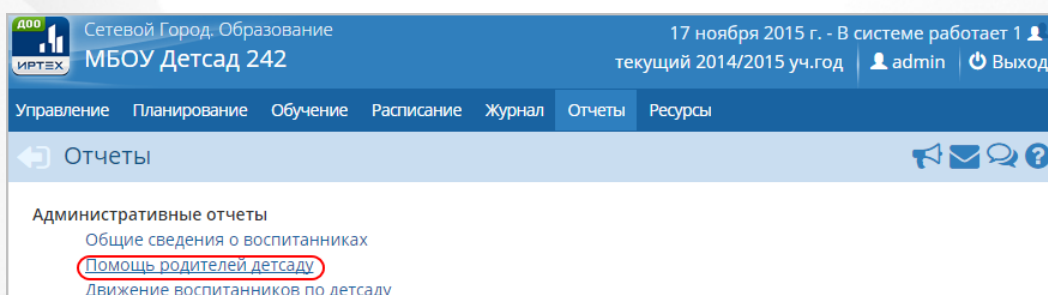 ДОО
ИРТЕХ
Сетевой Город. Образование
МБОУ Детсад 242
17 ноября 2015 г. - В системе работает 1
текущий 2014/2015 уч.год admin Выход
Управление Планирование Обучение Расписание Журнал Отчеты Ресурсы
Отчеты
Административные отчеты
Общие сведения о воспитанниках
Помощь родителей детсаду
Движение воспитанников по детсаду